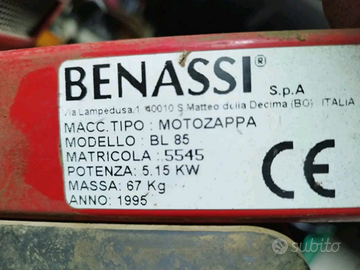 BENASSI® S.p.A
Via Lampedusa,1 40010 S.Matteo della Decima (BO) ITALIA
MACC.TIPO : MOTOZAPPA
MODELLO : BL 85
MATRICOLA : 5545
POTENZA: 5,15 KW
MASSA: 67 Kg
ANNO: 1995
CE
subito